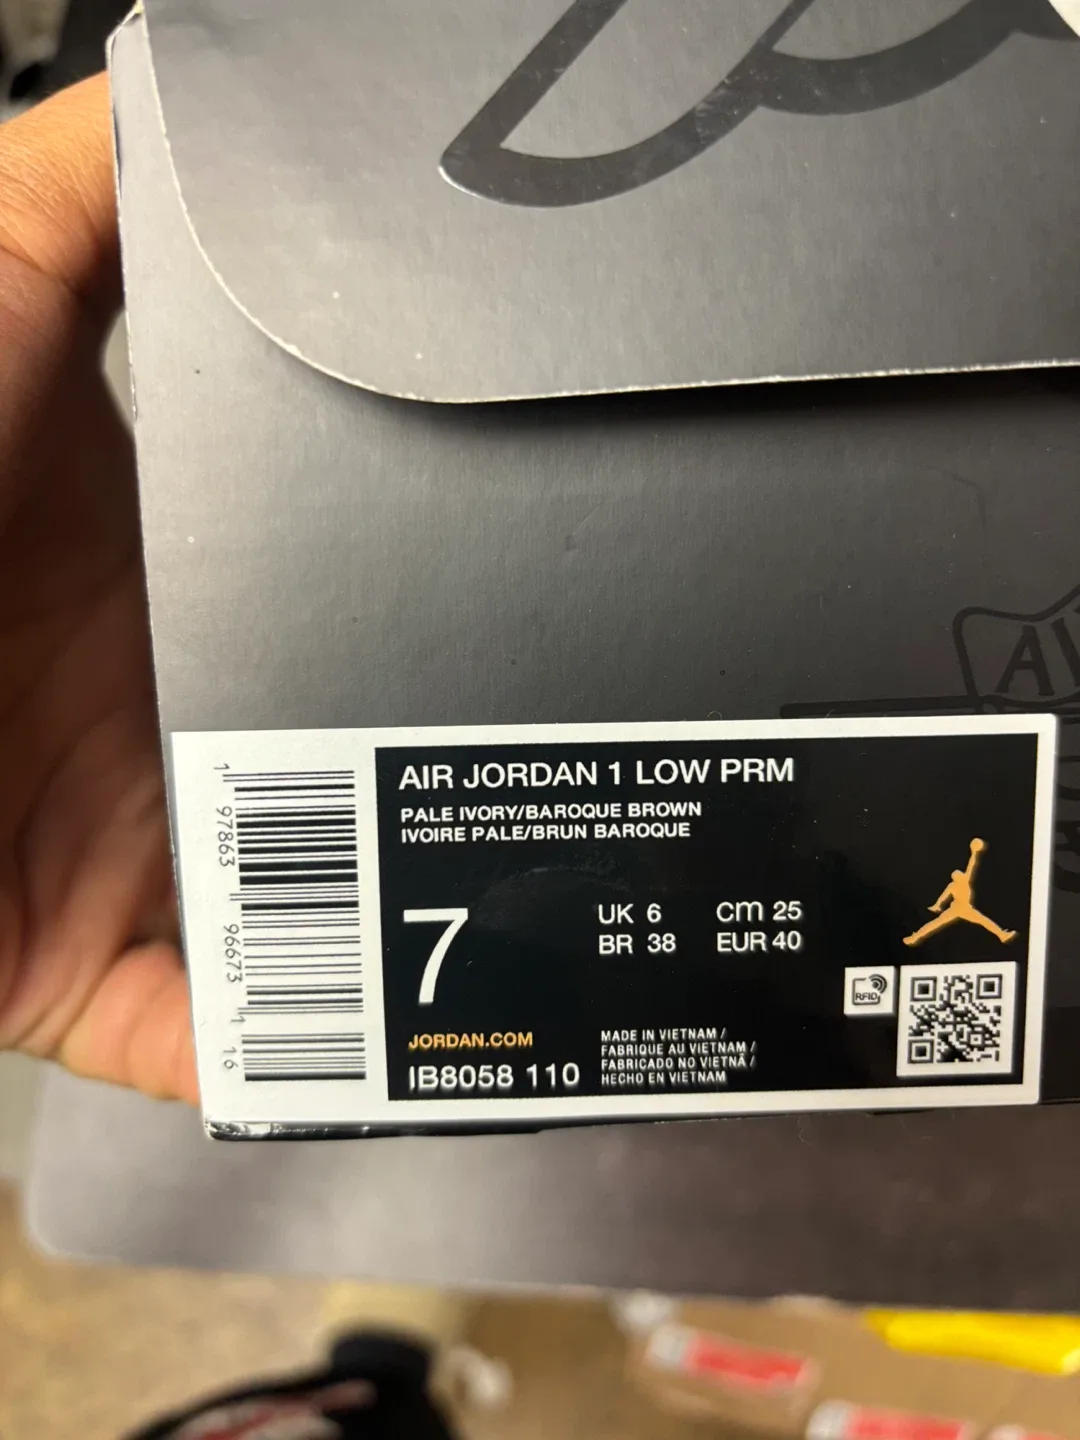 AI
AIR JORDAN 1 LOW PRM
PALE IVORY/BAROQUE BROWN
IVOIRE PALE/BRUN BAROQUE
7
UK 6
cm 25
BR 38
EUR 40
RFID
JORDAN.COM
IB8058 110
MADE IN VIETNAM /
FABRIQUE AU VIETNAM /
FABRICADO NO VIETNÃ /
HECHO EN VIETNAM
1 97863 96673 1 16